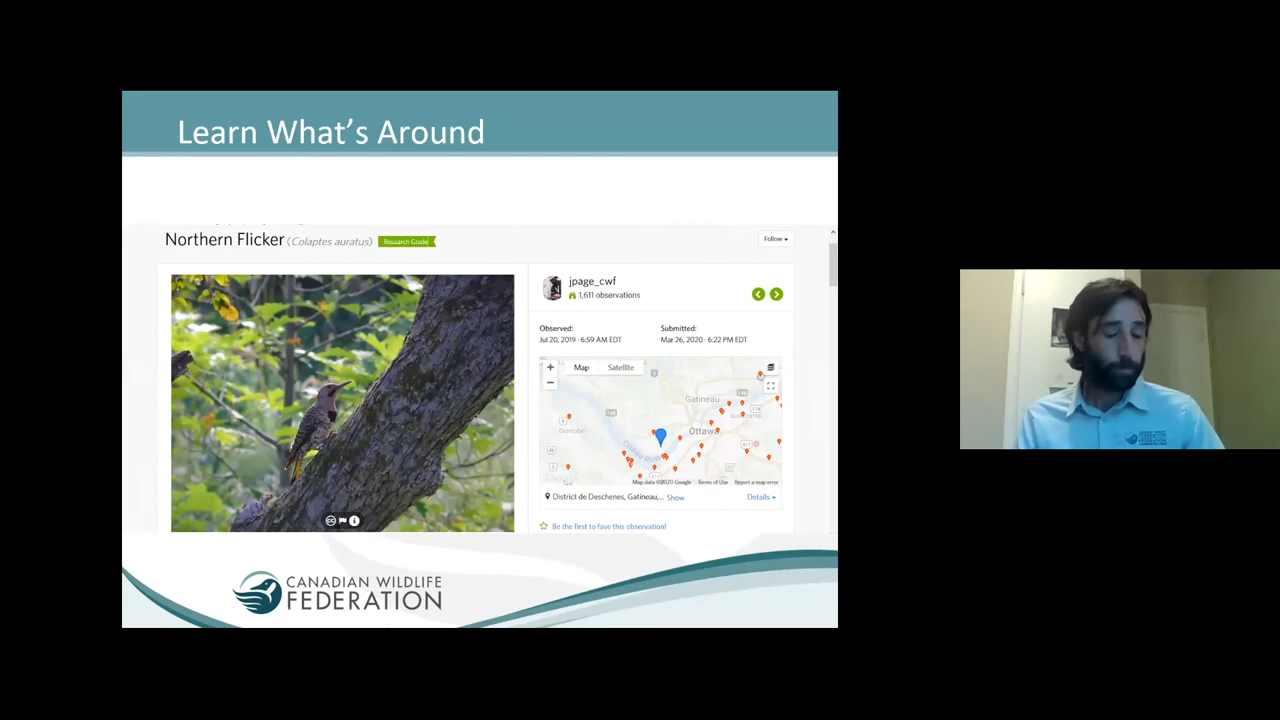 Learn What's Around
Northern Flicker (Colaptes auratus) Research Grade
Follow
jpage_cwf
1,611 observations
Observed:
Jul 20, 2019 · 6:59 AM EDT
Submitted:
Mar 26, 2020 · 6:22 PM EDT
+
−
Map Satellite
Gatineau
Ottawa
Dunrobin
Map data ©2020 Google Terms of Use Report a map error
District de Deschenes, Gatineau,... Show
Details
Be the first to fave this observation!
CANADIAN WILDLIFE
FEDERATION